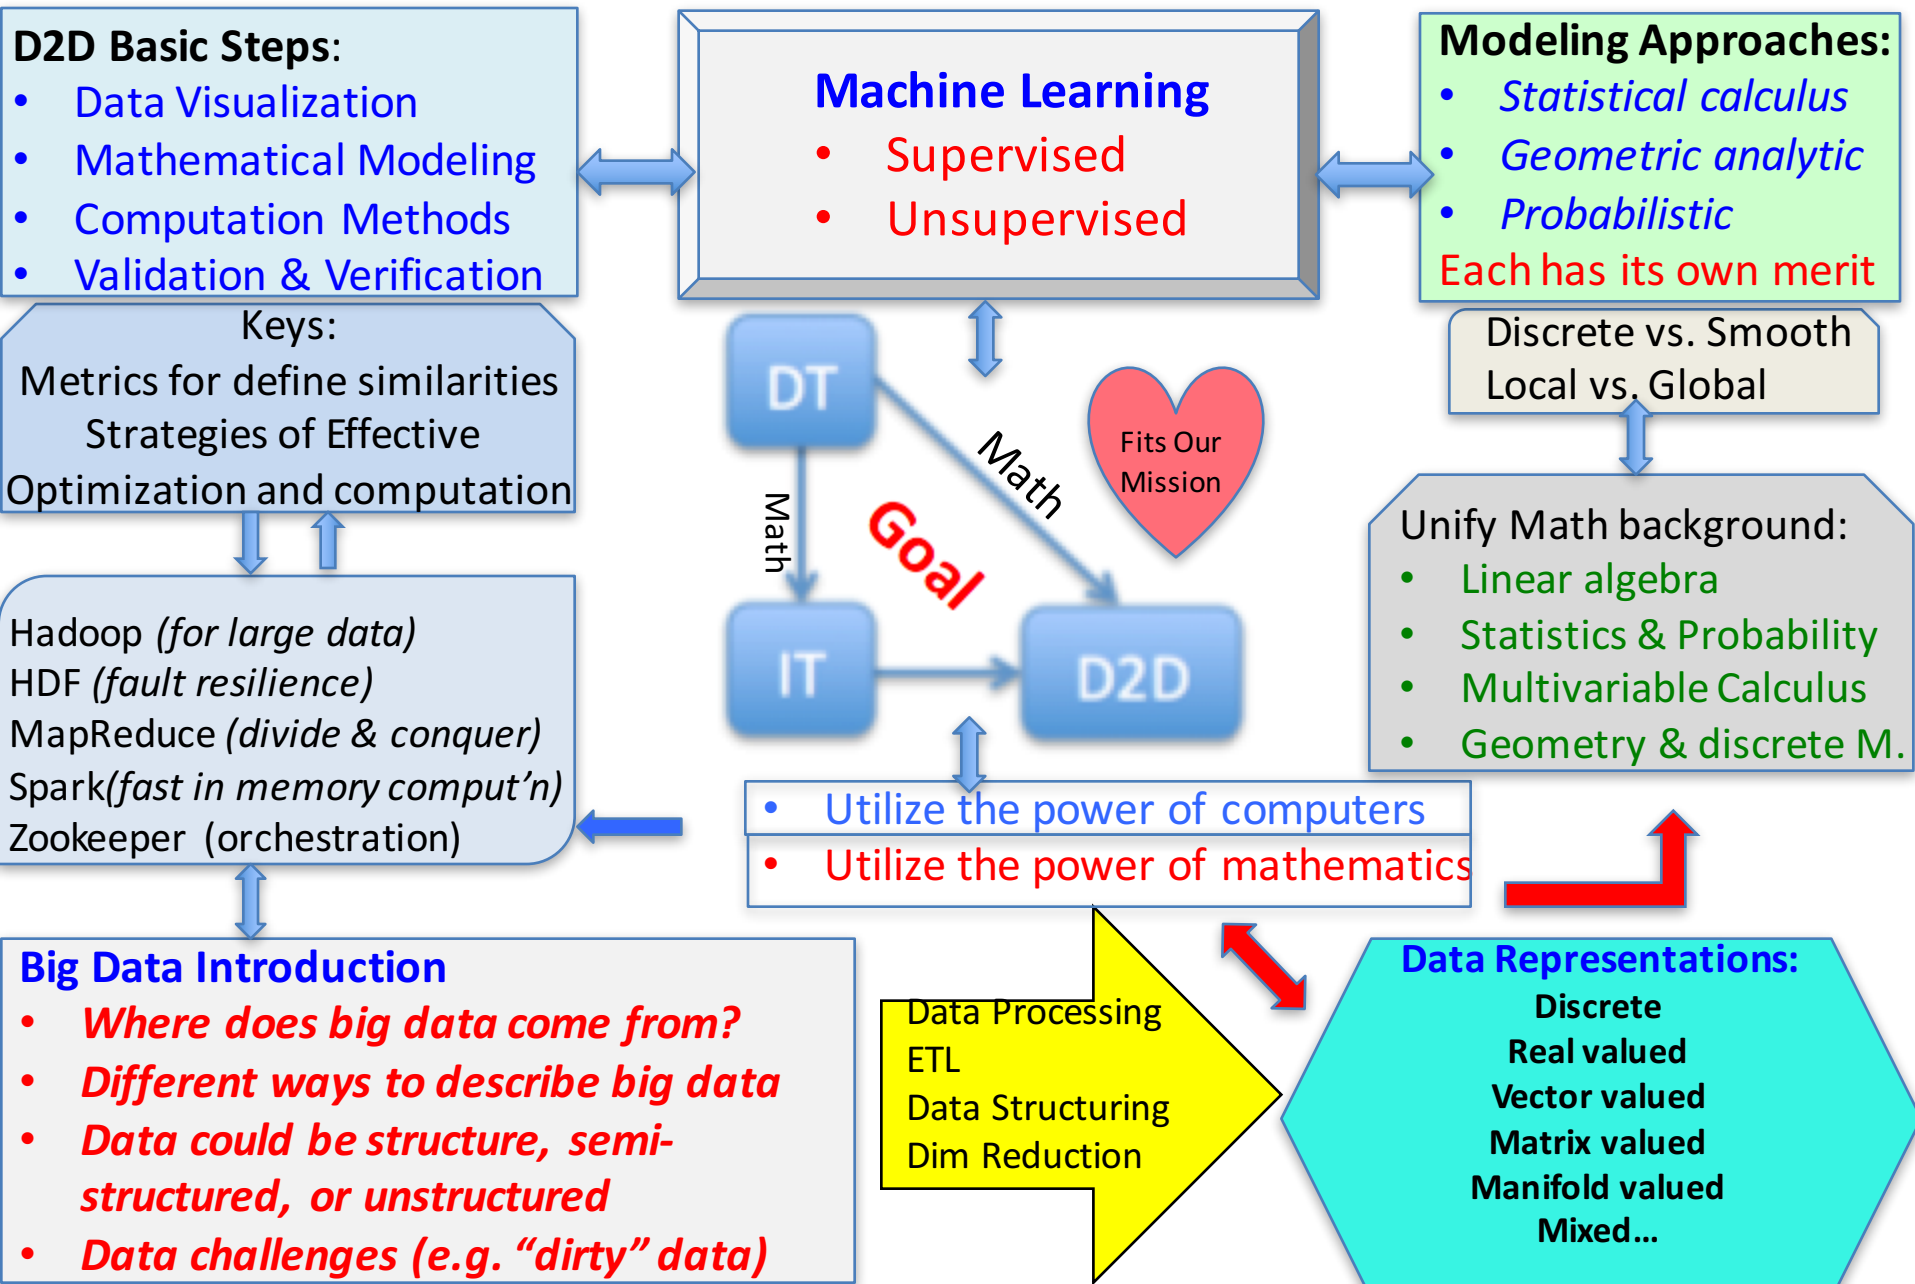 D2D Basic Steps:
• Data Visualization
• Mathematical Modeling
• Computation Methods
• Validation & Verification
Machine Learning
• Supervised
• Unsupervised
Modeling Approaches:
• Statistical calculus
• Geometric analytic
• Probabilistic
Each has its own merit
Keys:
Metrics for define similarities
Strategies of Effective
Optimization and computation
DT
Math
Math
Goal
IT
D2D
Fits Our
Mission
Discrete vs. Smooth
Local vs. Global
Unify Math background:
• Linear algebra
• Statistics & Probability
• Multivariable Calculus
• Geometry & discrete M.
Hadoop (for large data)
HDF (fault resilience)
MapReduce (divide & conquer)
Spark(fast in memory comput'n)
Zookeeper (orchestration)
• Utilize the power of computers
• Utilize the power of mathematics
Big Data Introduction
• Where does big data come from?
• Different ways to describe big data
• Data could be structure, semi-
structured, or unstructured
• Data challenges (e.g. “dirty” data)
Data Processing
ETL
Data Structuring
Dim Reduction
Data Representations:
Discrete
Real valued
Vector valued
Matrix valued
Manifold valued
Mixed…